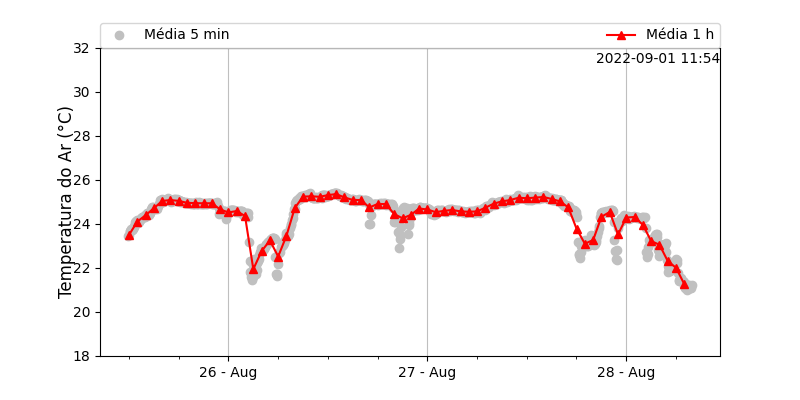 Média 5 min
Média 1 h
2022-09-01 11:54
Temperatura do Ar (°C)
32
30
28
26
24
22
20
18
26 - Aug
27 - Aug
28 - Aug